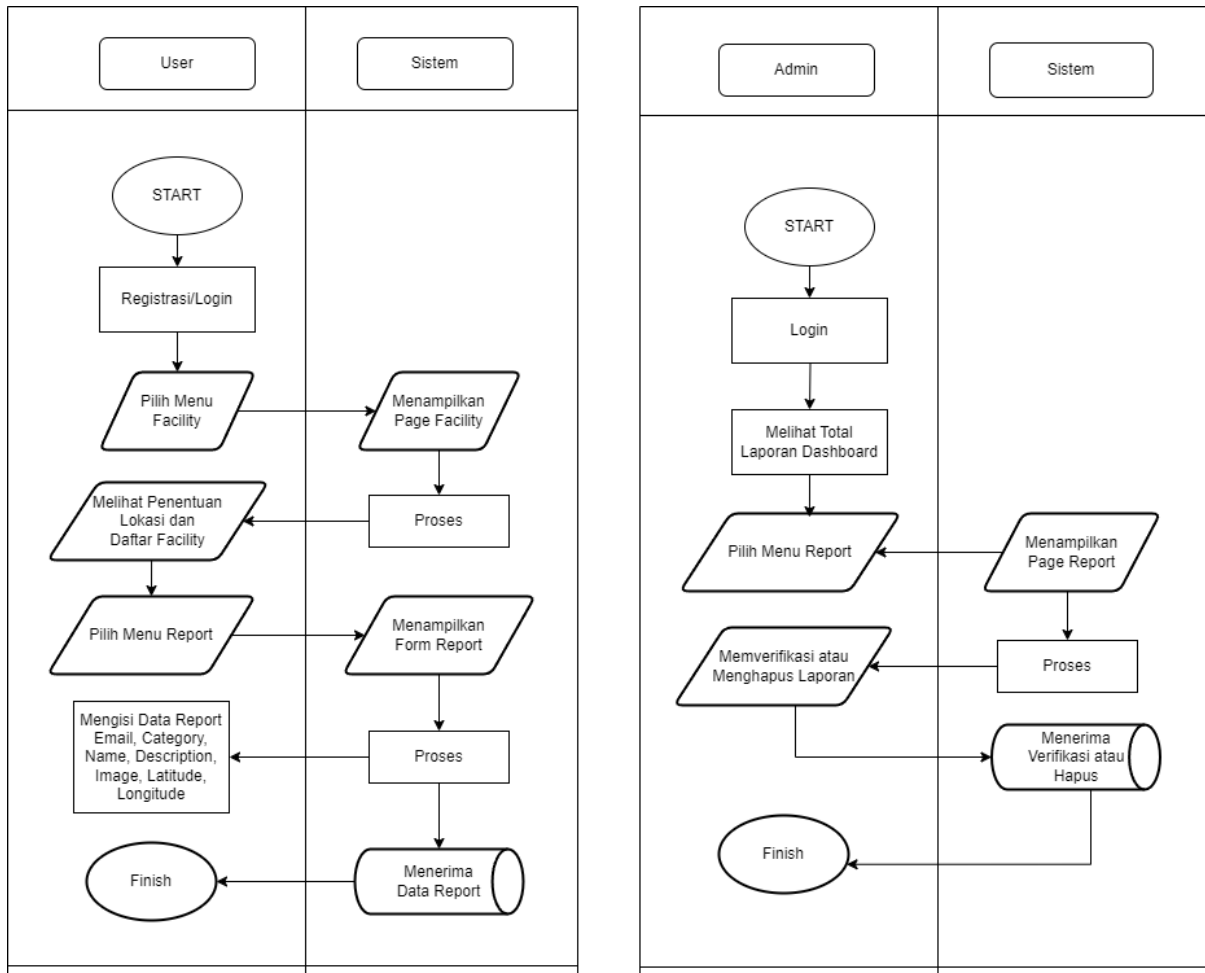 User
Sistem
START
Registrasi/Login
Pilih Menu
Facility
Menampilkan
Page Facility
Melihat Penentuan
Lokasi dan
Daftar Facility
Proses
Pilih Menu Report
Menampilkan
Form Report
Mengisi Data Report
Email, Category,
Name, Description,
Image, Latitude,
Longitude
Proses
Finish
Menerima
Data Report
Admin
Sistem
START
Login
Melihat Total
Laporan Dashboard
Pilih Menu Report
Menampilkan
Page Report
Memverifikasi atau
Menghapus Laporan
Proses
Menerima
Verifikasi atau
Hapus
Finish